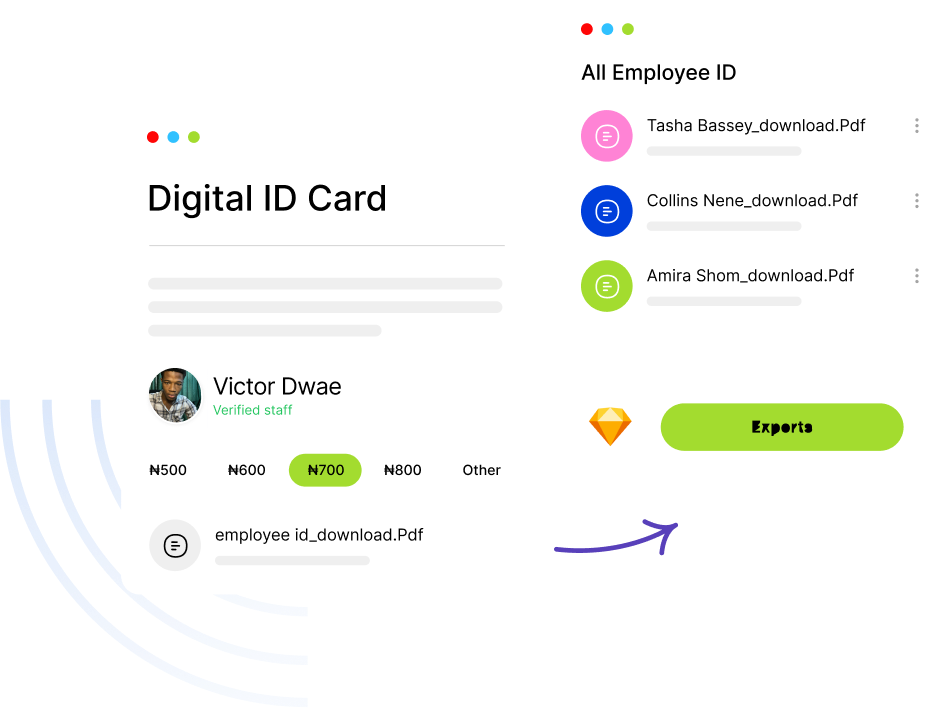 Digital ID Card
Victor Dwae
Verified staff
₦500 ₦600 ₦700 ₦800 Other
employee id_download.Pdf
All Employee ID
Tasha Bassey_download.Pdf
Collins Nene_download.Pdf
Amira Shom_download.Pdf
Exports